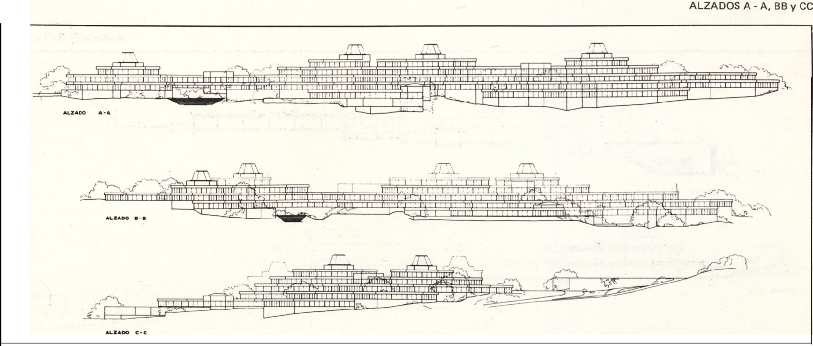 ALZADOS A - A, BB y CC
ALZADO A-A
ALZADO B-B
ALZADO C-C